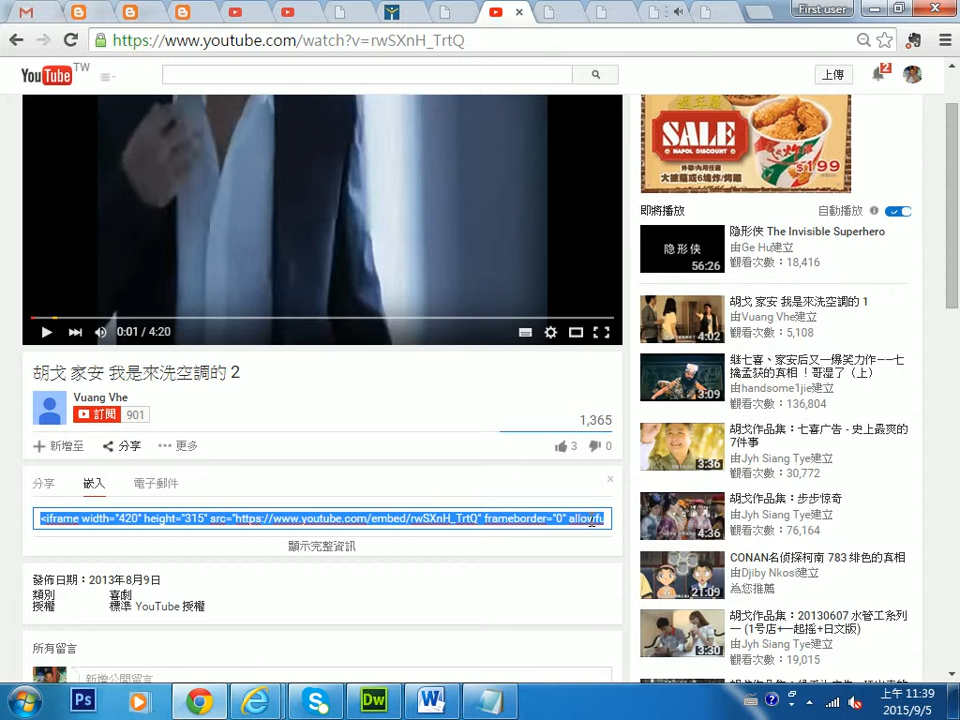 First user
https://www.youtube.com/watch?v=rwSXnH_TrtQ
YouTube TW
上傳
2
SALE
NAPOL DISCOUNT
$199
0:01 / 4:20
胡戈 家安 我是來洗空調的 2
Vuang Vhe
訂閱 901
1,365
新增至 分享 更多
3 0
分享 嵌入 電子郵件
<iframe width="420" height="315" src="https://www.youtube.com/embed/rwSXnH_TrtQ" frameborder="0" allowfu
顯示完整資訊
發佈日期：2013年8月9日
類別 喜劇
授權 標準 YouTube 授權
所有留言
新增公開留言
即將播放 自動播放
隐形侠
56:26
隐形侠 The Invisible Superhero
由Ge Hu建立
觀看次數：18,416
4:02
胡戈 家安 我是來洗空調的 1
由Vuang Vhe建立
觀看次數：5,108
3:09
继七喜、家安后又一爆笑力作——七
擒孟获的真相！哥湿了（上）
由handsome1jie建立
觀看次數：136,804
3:36
胡戈作品集：七喜广告 - 史上最爽的
7件事
由Jyh Siang Tye建立
觀看次數：30,772
4:36
胡戈作品集：步步惊奇
由Jyh Siang Tye建立
觀看次數：76,164
21:09
CONAN名侦探柯南 783 绯色的真相
由Djiby Nkosi建立
為您推薦
3:30
胡戈作品集：20130607 水管工系列
一 (1号店+一起摇+日文版)
由Jyh Siang Tye建立
觀看次數：19,015
Ps
Dw
上午 11:39
2015/9/5